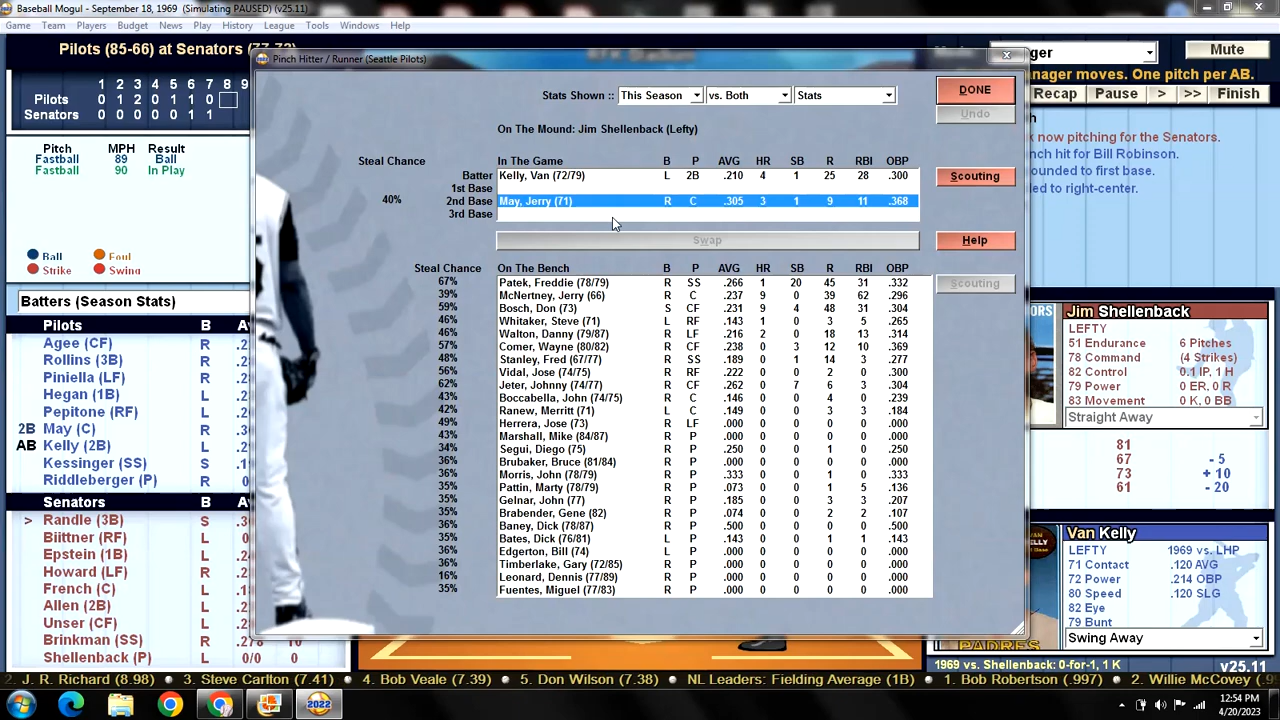 Baseball Mogul - September 18, 1969 (Simulating PAUSED) (v25.11)
Game Team Players Budget News Play History League Tools Windows Help
Pilots (85-66) at Senators
1 2 3 4 5 6 7 8 9
Pilots 0 1 2 0 1 1 0
Senators 0 0 0 0 0 1 1
Pitch MPH Result
Fastball 89 Ball
Fastball 90 In Play
Ball Foul
Strike Swing
Batters (Season Stats)
Pilots B
Agee (CF) R
Rollins (3B) R
Piniella (LF) R
Hegan (1B) L
Pepitone (RF) L
2B May (C) R
AB Kelly (2B) L
Kessinger (SS) S
Riddleberger (P) R
Senators B
> Randle (3B) S
Biittner (RF) L
Epstein (1B) L
Howard (LF) R
French (C) L
Allen (2B) R
Unser (CF) L
Brinkman (SS) R .278 10
Shellenback (P) L 0/0 0
Pinch Hitter / Runner (Seattle Pilots)
Stats Shown :: This Season vs. Both Stats
DONE
Undo
On The Mound: Jim Shellenback (Lefty)
Steal Chance In The Game B P AVG HR SB R RBI OBP
Batter Kelly, Van (72/79) L 2B .210 4 1 25 28 .300
1st Base
40% 2nd Base May, Jerry (71) R C .305 3 1 9 11 .368
3rd Base
Scouting
Swap
Help
Scouting
Steal Chance On The Bench B P AVG HR SB R RBI OBP
67% Patek, Freddie (78/79) R SS .266 1 20 45 31 .332
39% McNertney, Jerry (66) R C .237 9 0 39 62 .296
59% Bosch, Don (73) S CF .231 9 4 48 31 .304
46% Whitaker, Steve (71) L RF .143 1 0 3 5 .265
46% Walton, Danny (79/87) R LF .216 2 0 18 13 .314
57% Comer, Wayne (80/82) R CF .238 0 3 12 10 .369
48% Stanley, Fred (67/77) R SS .189 0 1 14 3 .277
56% Vidal, Jose (74/75) R RF .222 0 0 2 0 .300
62% Jeter, Johnny (74/77) R CF .262 0 7 6 3 .304
43% Boccabella, John (74/75) R C .146 0 0 4 0 .239
42% Ranew, Merritt (71) L C .149 0 0 3 3 .184
49% Herrera, Jose (73) R LF .000 0 0 0 0 .000
43% Marshall, Mike (84/87) R P .000 0 0 0 0 .000
34% Segui, Diego (75) R P .250 0 0 1 0 .250
36% Brubaker, Bruce (81/84) R P .000 0 0 0 0 .000
36% Morris, John (78/79) R P .333 0 0 1 0 .333
35% Pattin, Marty (78/79) R P .073 0 0 1 5 .136
35% Gelnar, John (77) R P .185 0 0 3 3 .207
35% Brabender, Gene (82) R P .074 0 0 2 2 .107
36% Baney, Dick (78/87) R P .500 0 0 0 0 .500
35% Bates, Dick (76/81) L P .143 0 0 1 1 .143
36% Edgerton, Bill (74) L P .000 0 0 0 0 .000
36% Timberlake, Gary (72/85) R P .000 0 0 0 0 .000
16% Leonard, Dennis (77/89) R P .000 0 0 0 0 .000
35% Fuentes, Miguel (77/83) R P .000 0 0 0 0 .000
Mute
manager moves. One pitch per AB.
Recap Pause > >> Finish
now pitching for the Senators.
hit for Bill Robinson.
to first base.
to right-center.
Jim Shellenback
LEFTY
51 Endurance 6 Pitches
78 Command (4 Strikes)
82 Control 0.1 IP, 1 H
79 Power 0 ER, 0 R
83 Movement 0 K, 0 BB
Straight Away
81
67 - 5
73 + 10
61 - 20
Van Kelly
LEFTY 1969 vs. LHP
71 Contact .120 AVG
72 Power .214 OBP
80 Speed .120 SLG
82 Eye
79 Bunt
Swing Away
PADRES
1969 vs. Shellenback: 0-for-1, 1 K v25.11
2. J. R. Richard (8.98) • 3. Steve Carlton (7.41) • 4. Bob Veale (7.39) • 5. Don Wilson (7.38) • NL Leaders: Fielding Average (1B) • 1. Bob Robertson (.997) • 2. Willie McCovey (.9
2022
12:54 PM
4/20/2023